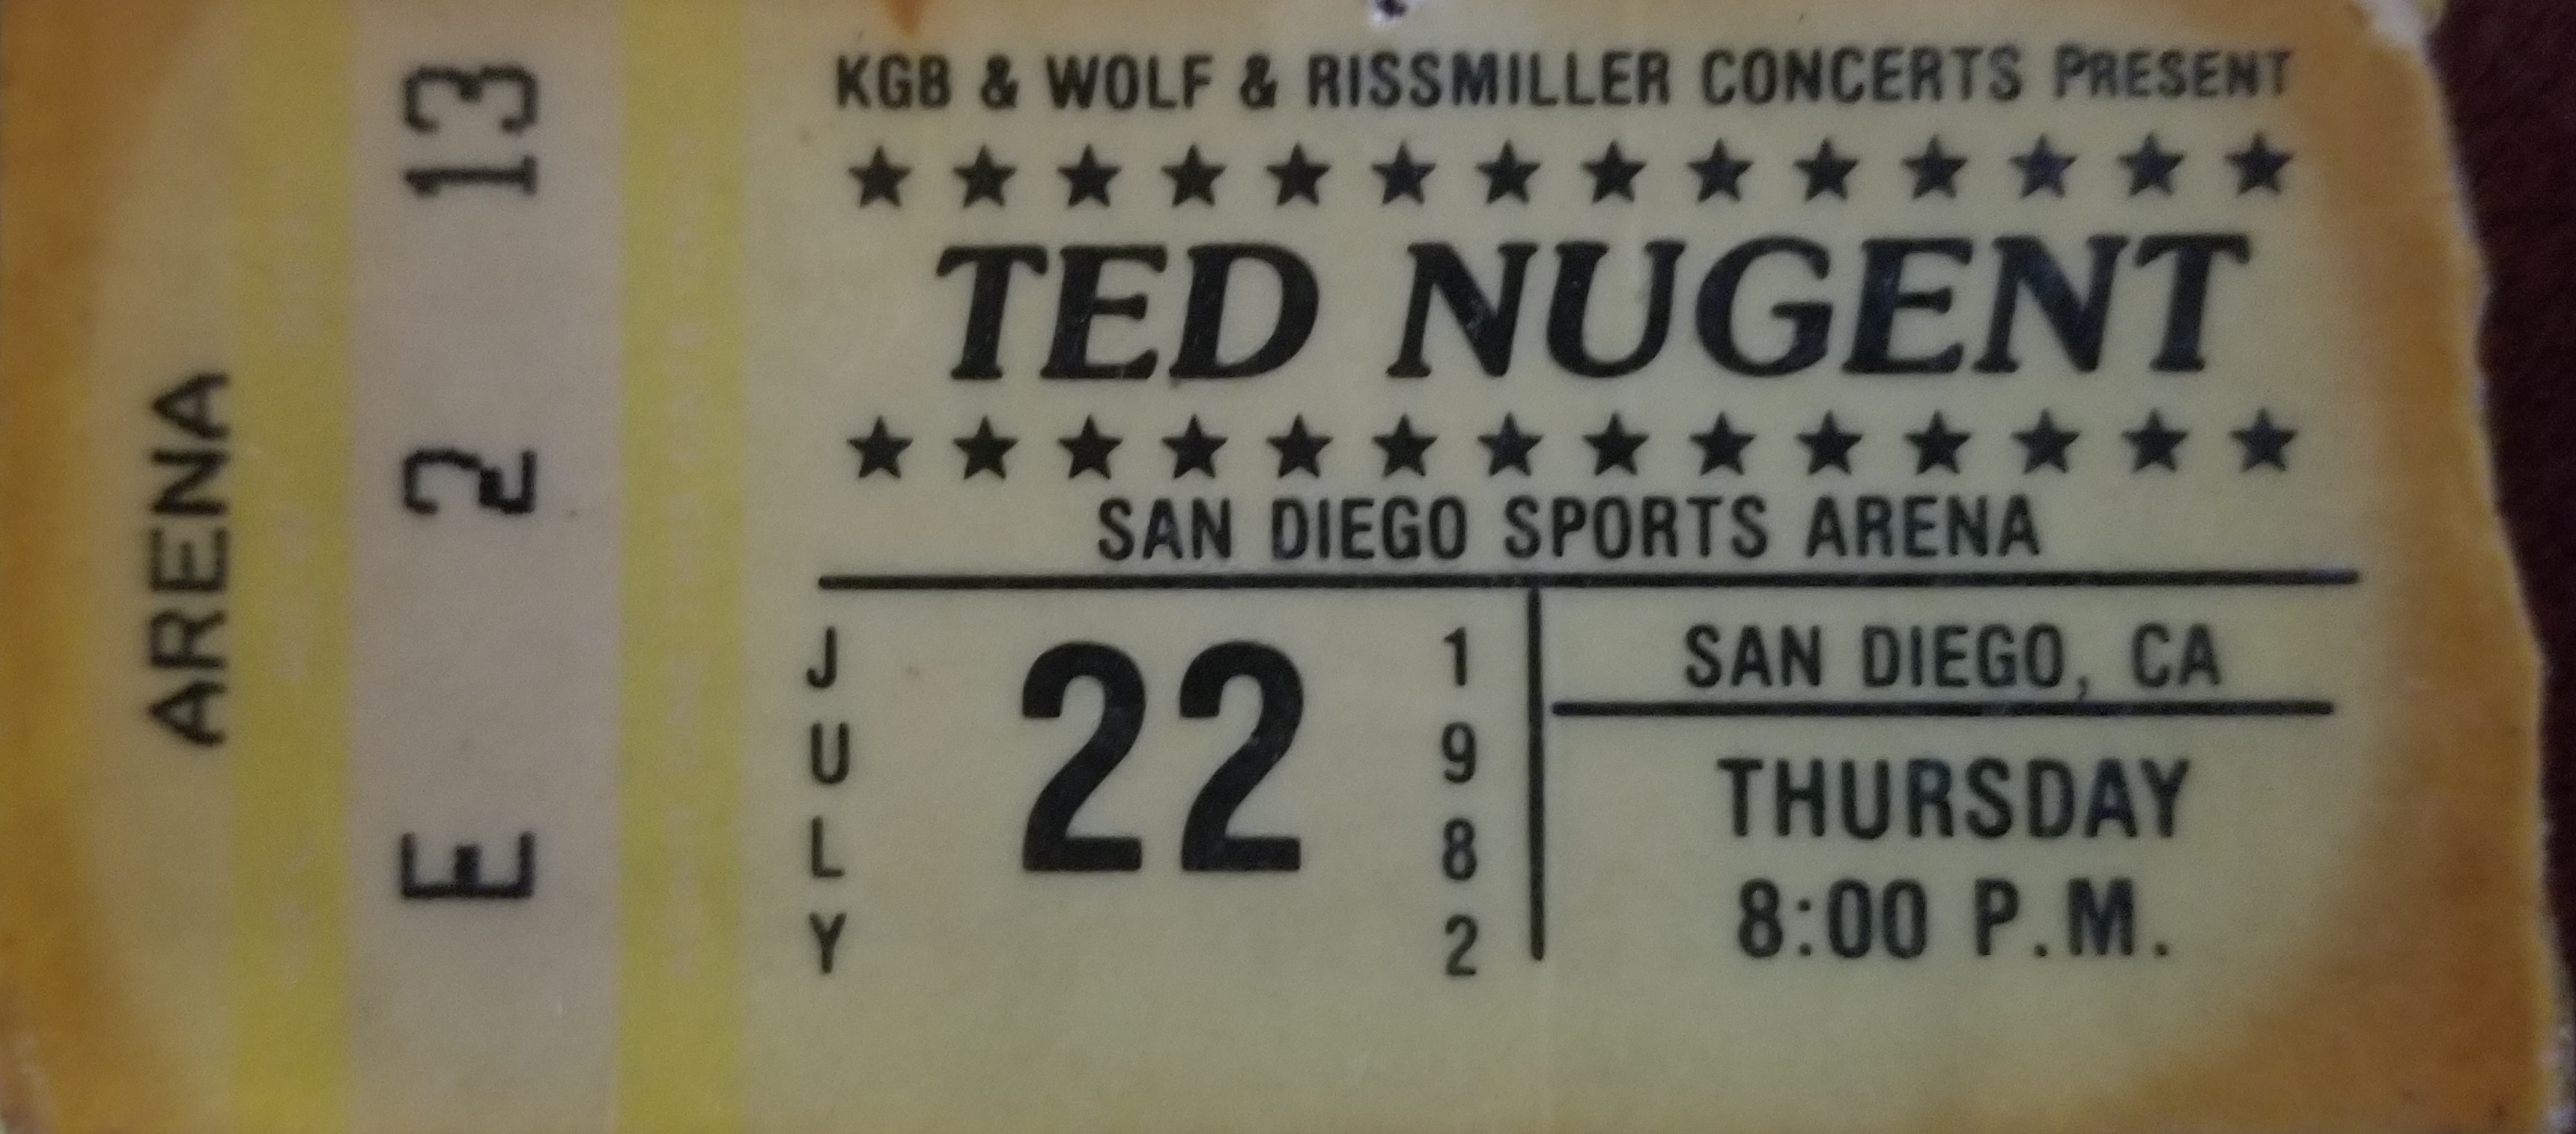 ARENA
E 2 13
KGB & WOLF & RISSMILLER CONCERTS PRESENT
TED NUGENT
SAN DIEGO SPORTS ARENA
JULY
22
1982
SAN DIEGO, CA
THURSDAY
8:00 P.M.